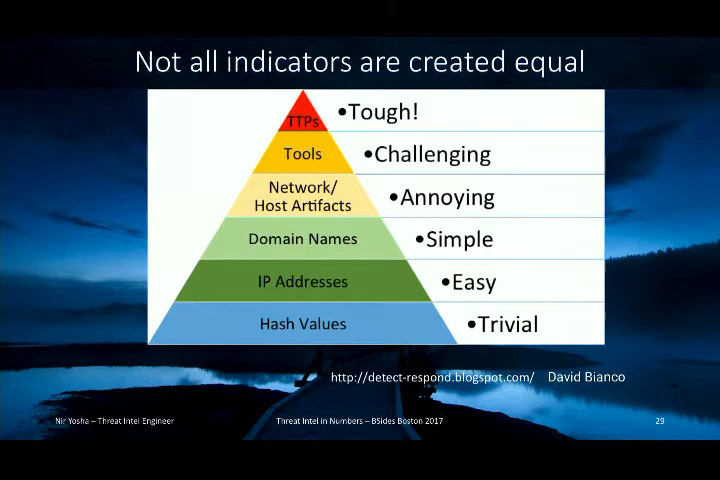 Not all indicators are created equal
TTPs
•Tough!
Tools
•Challenging
Network/
Host Artifacts
•Annoying
Domain Names
•Simple
IP Addresses
•Easy
Hash Values
•Trivial
http://detect-respond.blogspot.com/ David Bianco
Nir Yosha – Threat Intel Engineer
Threat Intel in Numbers – BSides Boston 2017
29